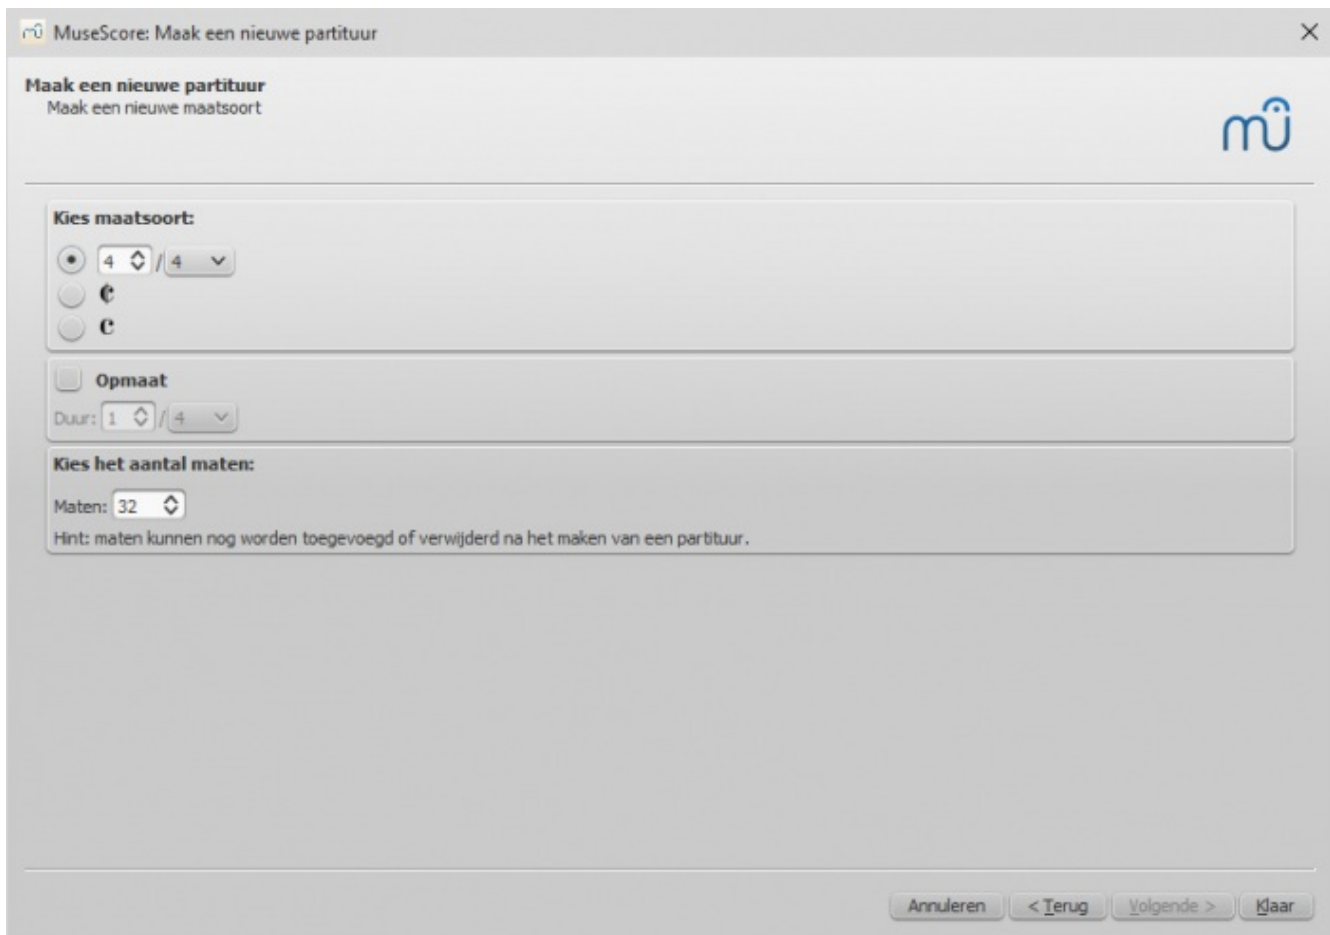 MuseScore: Maak een nieuwe partituur
Maak een nieuwe partituur
Maak een nieuwe maatsoort
Kies maatsoort:
4 / 4
¢
c
Opmaat
Duur: 1 / 4
Kies het aantal maten:
Maten: 32
Hint: maten kunnen nog worden toegevoegd of verwijderd na het maken van een partituur.
Annuleren < Terug Volgende > Klaar